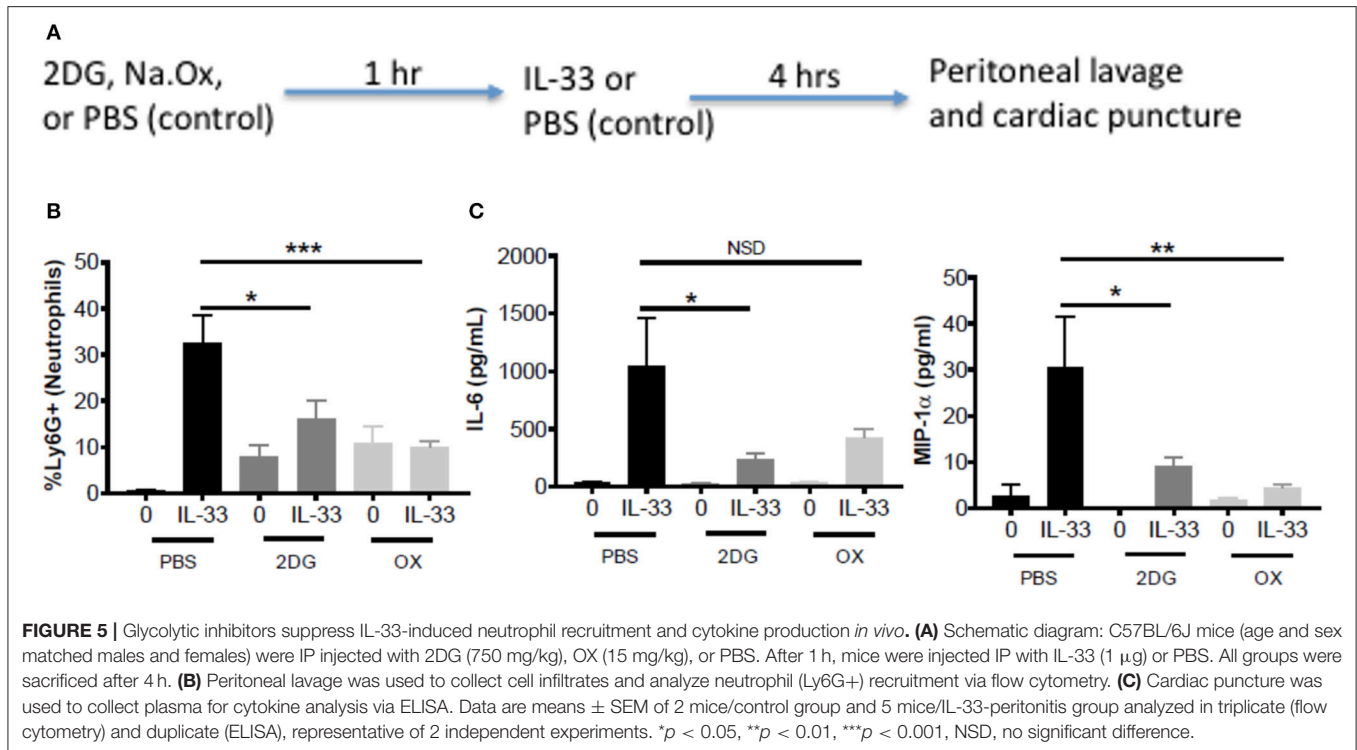 A
2DG, Na.Ox,
or PBS (control)
1 hr
IL-33 or
PBS (control)
4 hrs
Peritoneal lavage
and cardiac puncture
B
%Ly6G+ (Neutrophils)
50
40
30
20
10
0
***
*
0 IL-33 0 IL-33 0 IL-33
PBS 2DG OX
C
IL-6 (pg/mL)
2000
1500
1000
500
0
NSD
*
0 IL-33 0 IL-33 0 IL-33
PBS 2DG OX
MIP-1α (pg/ml)
50
40
30
20
10
0
**
*
0 IL-33 0 IL-33 0 IL-33
PBS 2DG OX
FIGURE 5 | Glycolytic inhibitors suppress IL-33-induced neutrophil recruitment and cytokine production in vivo. (A) Schematic diagram: C57BL/6J mice (age and sex
matched males and females) were IP injected with 2DG (750 mg/kg), OX (15 mg/kg), or PBS. After 1 h, mice were injected IP with IL-33 (1 μg) or PBS. All groups were
sacrificed after 4 h. (B) Peritoneal lavage was used to collect cell infiltrates and analyze neutrophil (Ly6G+) recruitment via flow cytometry. (C) Cardiac puncture was
used to collect plasma for cytokine analysis via ELISA. Data are means ± SEM of 2 mice/control group and 5 mice/IL-33-peritonitis group analyzed in triplicate (flow
cytometry) and duplicate (ELISA), representative of 2 independent experiments. *p < 0.05, **p < 0.01, ***p < 0.001, NSD, no significant difference.